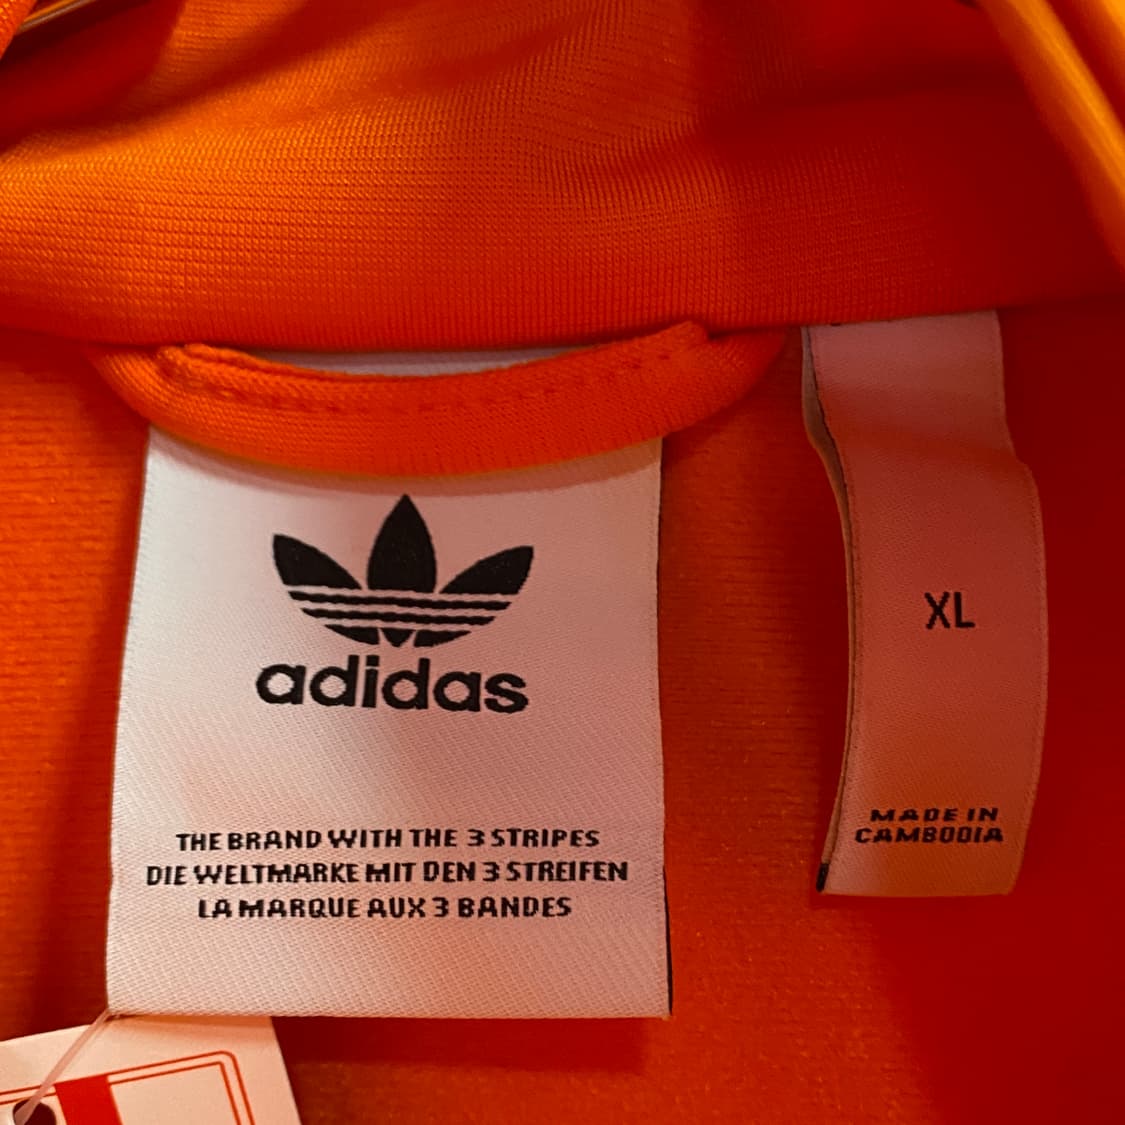 adidas
THE BRAND WITH THE 3 STRIPES
DIE WELTMARKE MIT DEN 3 STREIFEN
LA MARQUE AUX 3 BANDES
XL
MADE IN
CAMBODIA